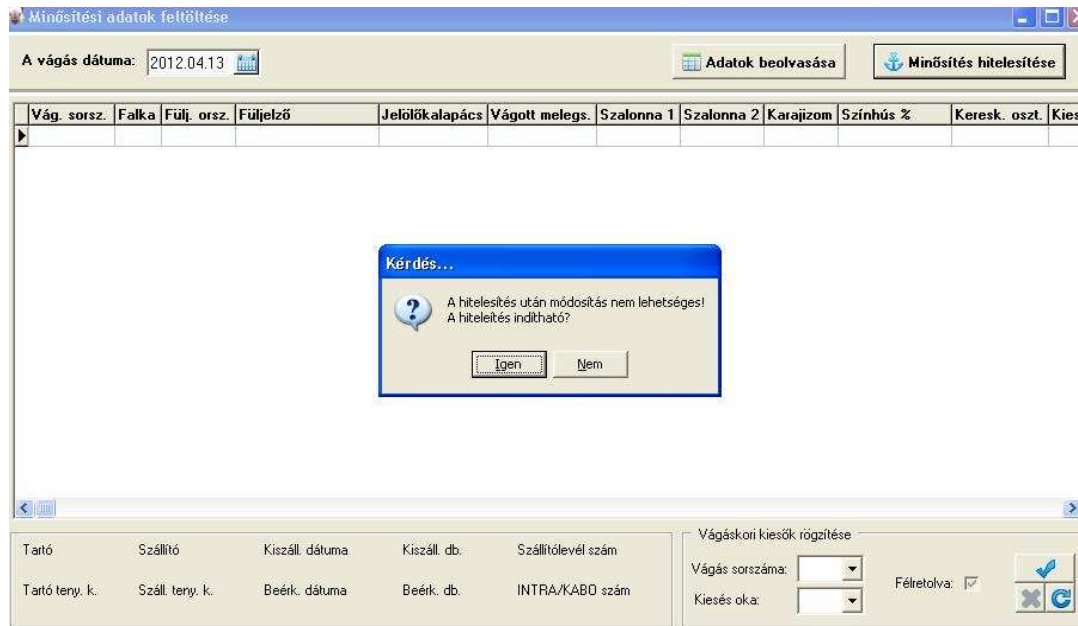 Minősítési adatok feltöltése
A vágás dátuma: 2012.04.13 Adatok beolvasása Minősítés hitelesítése
Vág. sorsz. Falka Fülj. orsz. Füljelző Jelölőkalapács Vágott melegs. Szalonna 1 Szalonna 2 Karajizom Színhús % Keresk. oszt. Kies
Kérdés...
A hitelesítés után módosítás nem lehetséges!
A hiteleítés indítható?
Igen Nem
Tartó Szállító Kiszáll. dátuma Kiszáll. db. Szállítólevél szám
Tartó teny. k. Száll. teny. k. Beérk. dátuma Beérk. db. INTRA/KABO szám
Vágáskori kiesők rögzítése
Vágás sorszáma:
Kiesés oka:
Félretolva: